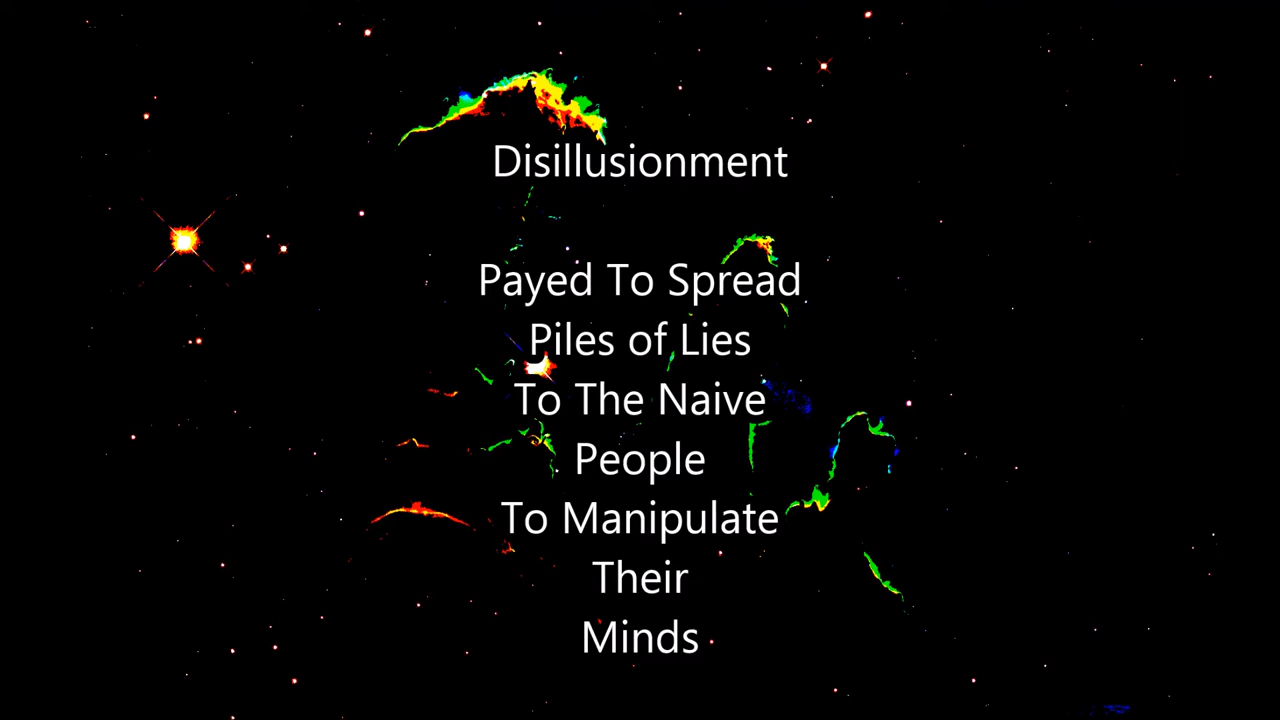 Disillusionment
Payed To Spread
Piles of Lies
To The Naive
People
To Manipulate
Their
Minds